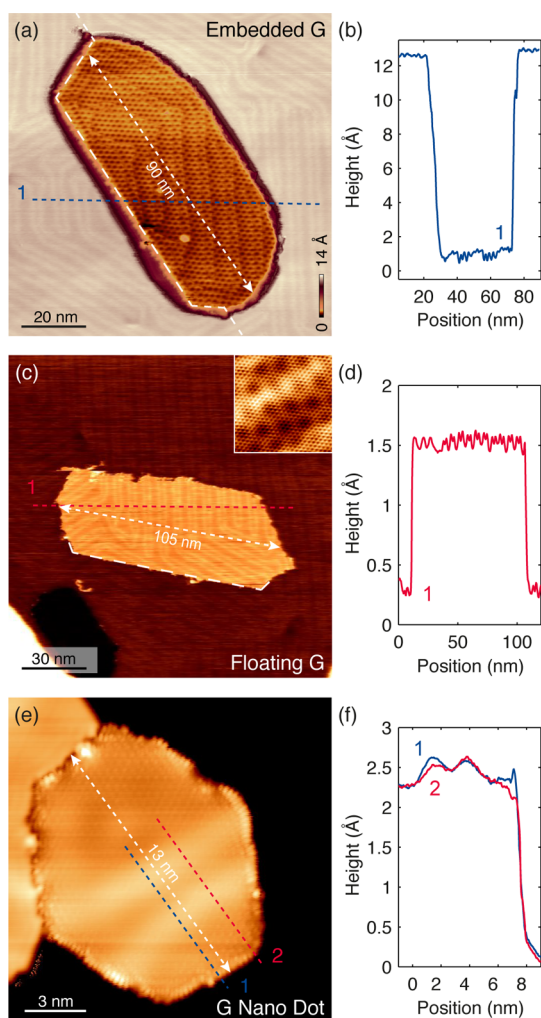 (a)
Embedded G
90 nm
1
20 nm
0
14 Å
(b)
Height (Å)
12
10
8
6
4
2
0
1
20
40
60
80
Position (nm)
(c)
1
105 nm
30 nm
Floating G
(d)
Height (Å)
2
1.5
1
0.5
0
1
0
50
100
Position (nm)
(e)
13 nm
2
1
3 nm
G Nano Dot
(f)
Height (Å)
3
2.5
2
1.5
1
0.5
0
1
2
0
2
4
6
8
Position (nm)